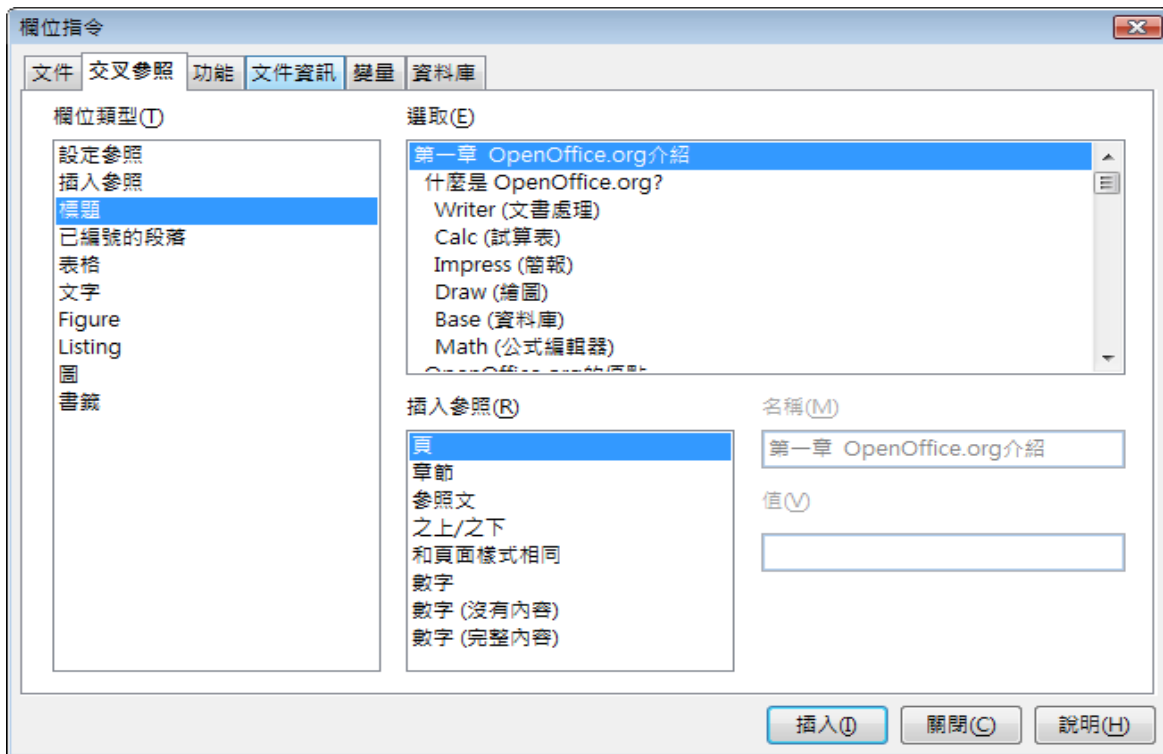 欄位指令
文件 交叉參照 功能 文件資訊 變量 資料庫
欄位類型(T)
設定參照
插入參照
標題
已編號的段落
表格
文字
Figure
Listing
圖
書籤
選取(E)
第一章 OpenOffice.org介紹
什麼是 OpenOffice.org?
Writer (文書處理)
Calc (試算表)
Impress (簡報)
Draw (繪圖)
Base (資料庫)
Math (公式編輯器)
OpenOffice.org的優點
插入參照(R)
頁
章節
參照文
之上/之下
和頁面樣式相同
數字
數字 (沒有內容)
數字 (完整內容)
名稱(M)
第一章 OpenOffice.org介紹
值(V)
插入(I) 關閉(C) 說明(H)